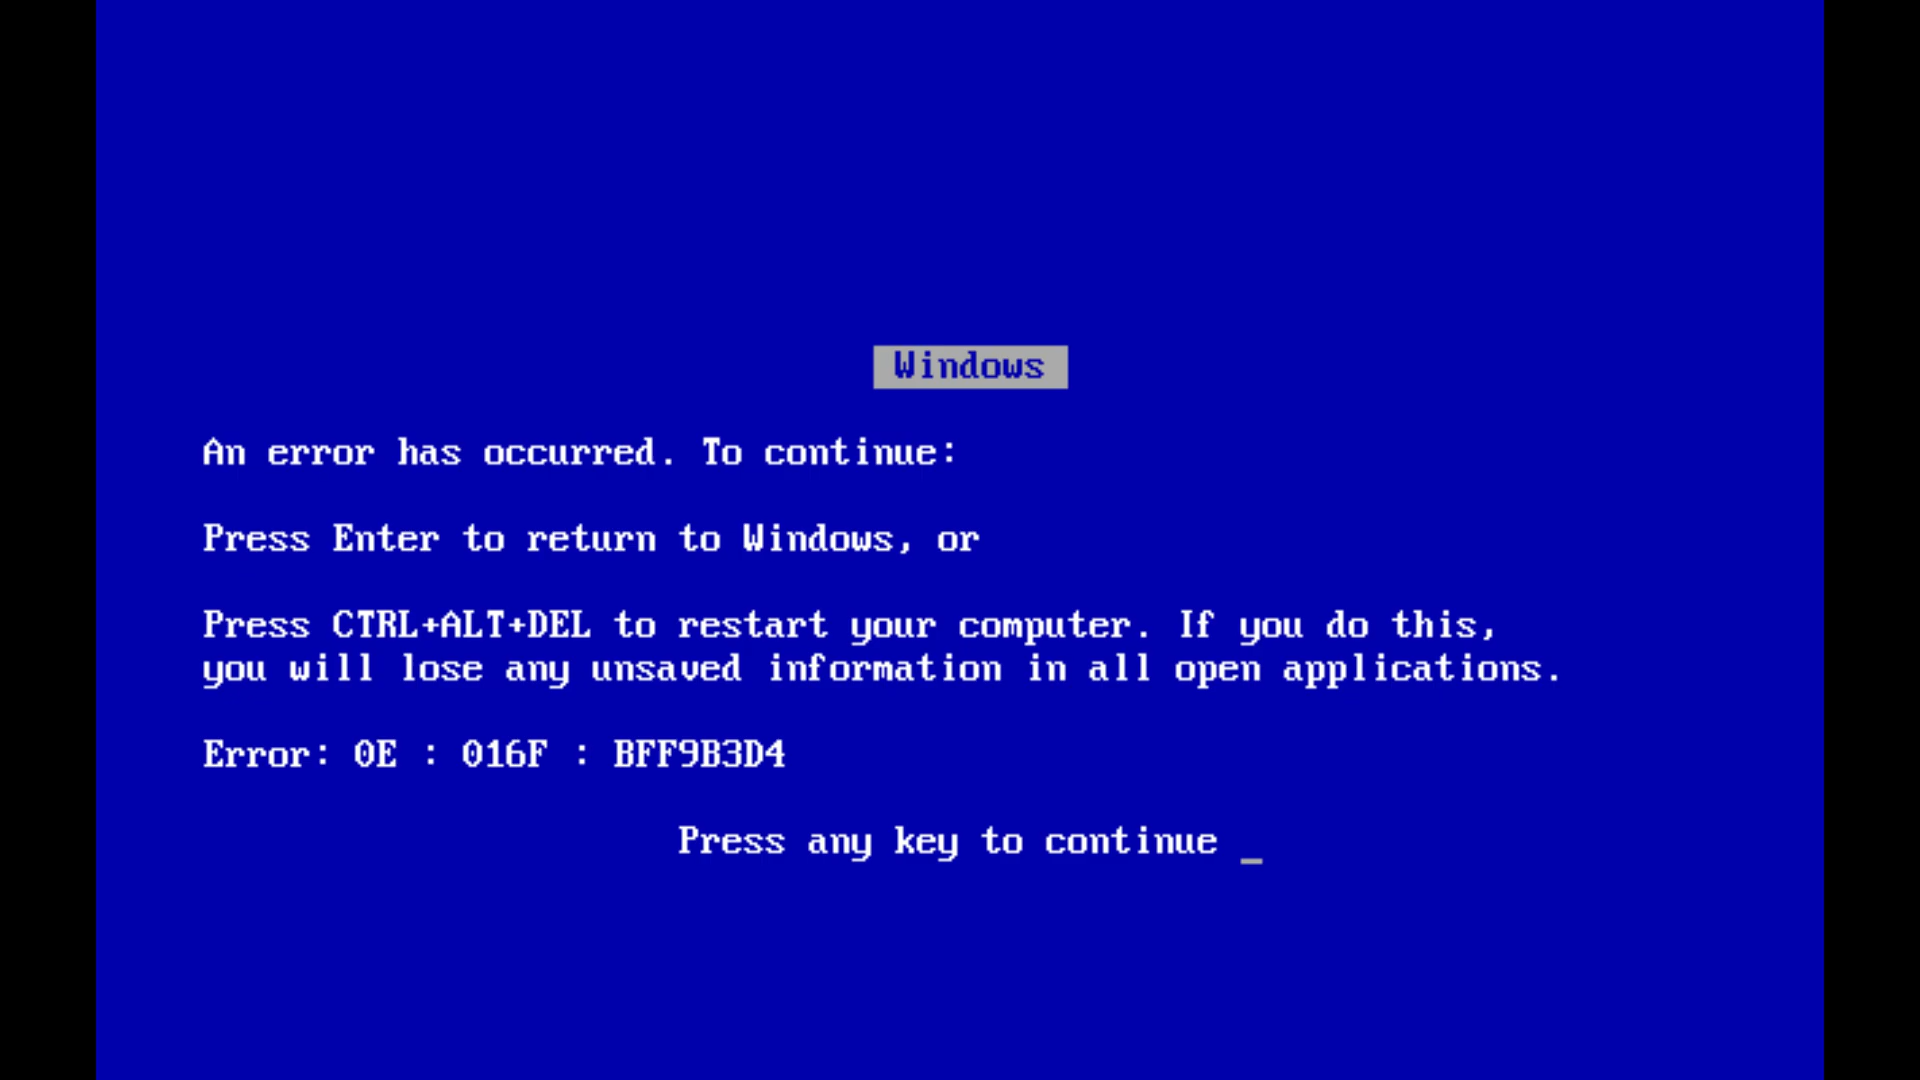 Windows
An error has occurred. To continue:
Press Enter to return to Windows, or
Press CTRL+ALT+DEL to restart your computer. If you do this,
you will lose any unsaved information in all open applications.
Error: 0E : 016F : BFF9B3D4
Press any key to continue _